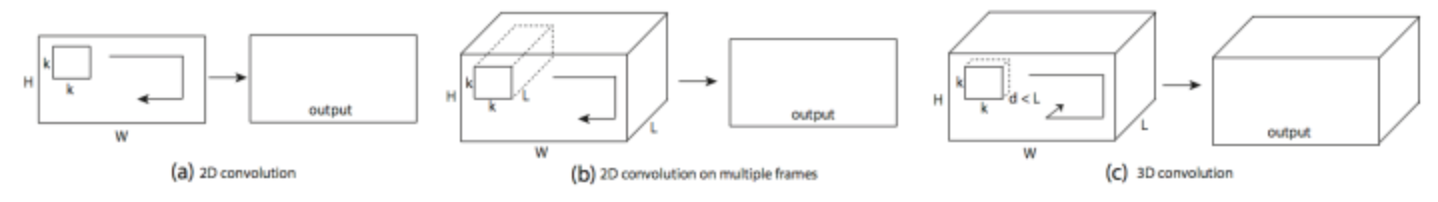 H
k
k
W
output
(a) 2D convolution
H
k
k
L
L
W
output
(b) 2D convolution on multiple frames
H
k
k
d < L
L
W
output
(c) 3D convolution